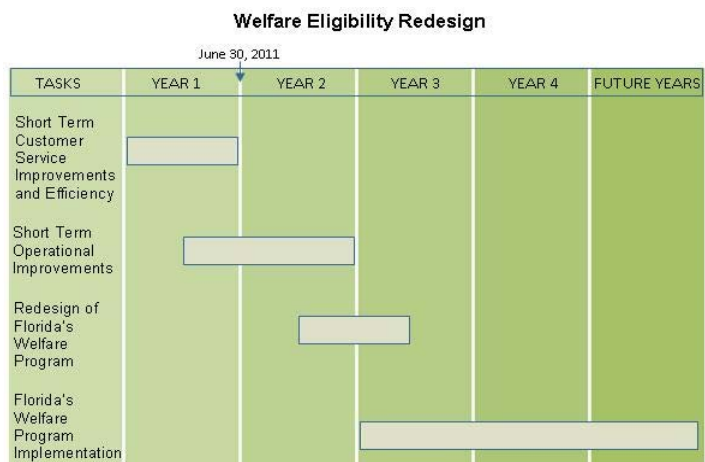 Welfare Eligibility Redesign
June 30, 2011
TASKS YEAR 1 YEAR 2 YEAR 3 YEAR 4 FUTURE YEARS
Short Term
Customer
Service
Improvements
and Efficiency
Short Term
Operational
Improvements
Redesign of
Florida's
Welfare
Program
Florida's
Welfare
Program
Implementation